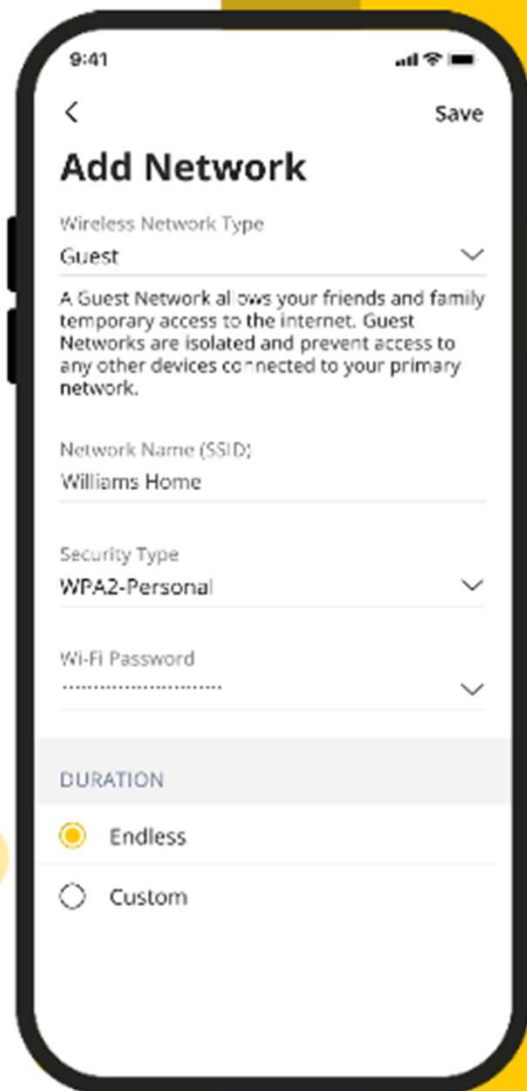 9:41
Save
Add Network
Wireless Network Type
Guest
A Guest Network allows your friends and family
temporary access to the internet. Guest
Networks are isolated and prevent access to
any other devices connected to your primary
network.
Network Name (SSID)
Williams Home
Security Type
WPA2-Personal
Wi-Fi Password
························
DURATION
Endless
Custom